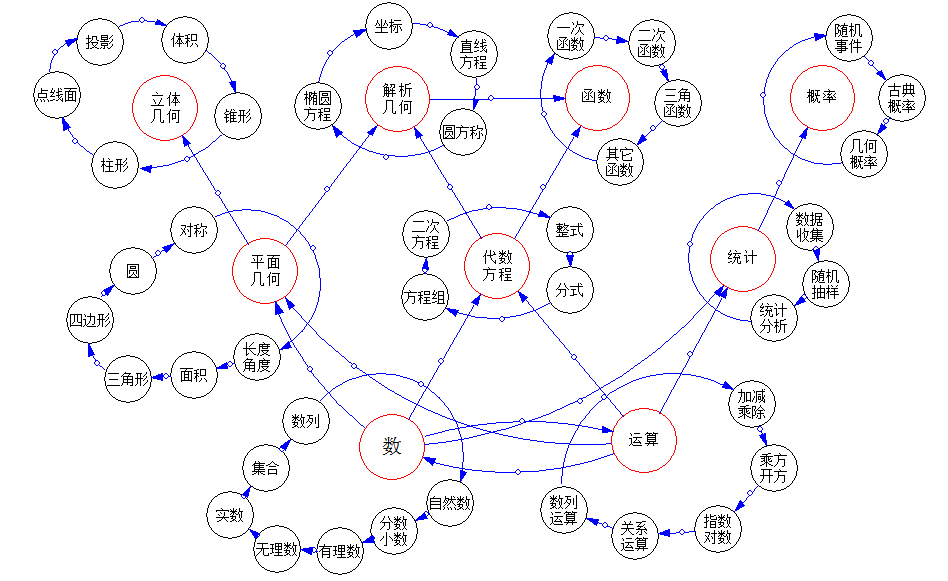 投影
体积
点线面
立体
几何
锥形
柱形
坐标
直线
方程
解析
几何
椭圆
方程
圆方称
一次
函数
二次
函数
函数
三角
函数
其它
函数
随机
事件
概率
古典
概率
几何
概率
对称
圆
平面
几何
四边形
三角形
面积
长度
角度
二次
方程
整式
代数
方程
方程组
分式
数据
收集
统计
随机
抽样
统计
分析
数列
数
集合
实数
无理数
有理数
分数
小数
自然数
运算
加减
乘除
乘方
开方
指数
对数
关系
运算
数列
运算